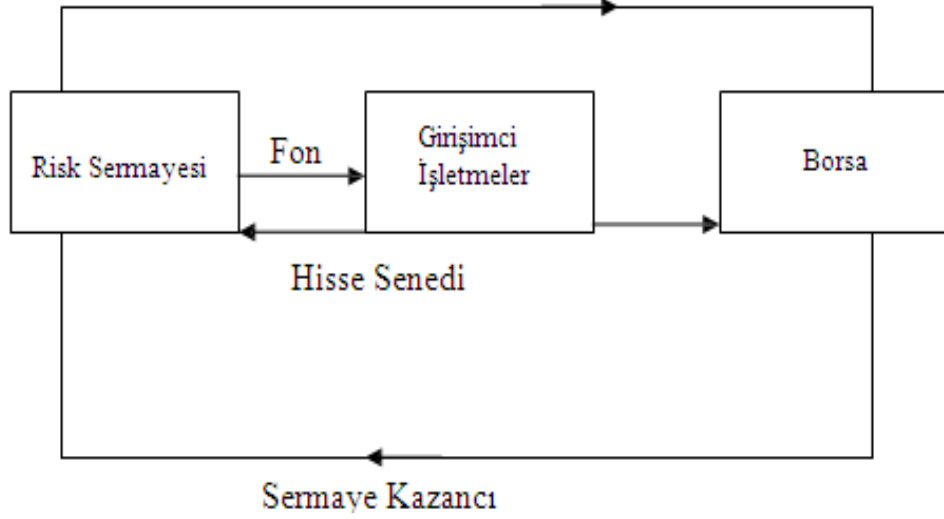 Risk Sermayesi
Fon
Girişimci
İşletmeler
Borsa
Hisse Senedi
Sermaye Kazancı